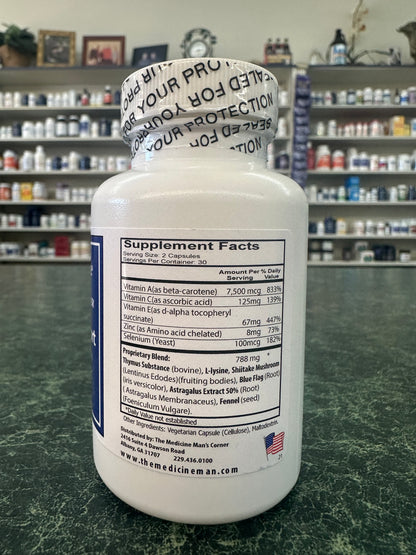 SEALED FOR YOUR PROTECTION
Supplement Facts
Serving Size: 2 Capsules
Servings Per Container: 30
Amount Per % Daily
Serving Value
Vitamin A(as beta-carotene) 7,500 mcg 833%
Vitamin C(as ascorbic acid) 125mg 139%
Vitamin E(as d-alpha tocopheryl
succinate) 67mg 447%
Zinc (as Amino acid chelated) 8mg 73%
Selenium (Yeast) 100mcg 182%
Proprietary Blend: 788 mg *
Thymus Substance (bovine), L-lysine, Shiitake Mushroom
(Lentinus Edodes)(fruiting bodies), Blue Flag (Root)
(iris versicolor), Astragalus Extract 50% (Root)
( Astragalus Membranaceus), Fennel (seed)
(Foeniculum Vulgare).
*Daily Value not established
Other Ingredients: Vegetarian Capsule (Cellulose), Maltodextrin.
Distributed by: The Medicine Man's Corner
2416 Suite 4 Dawson Road
Albany, GA 31707 229.436.0100
www.themedicineman.com